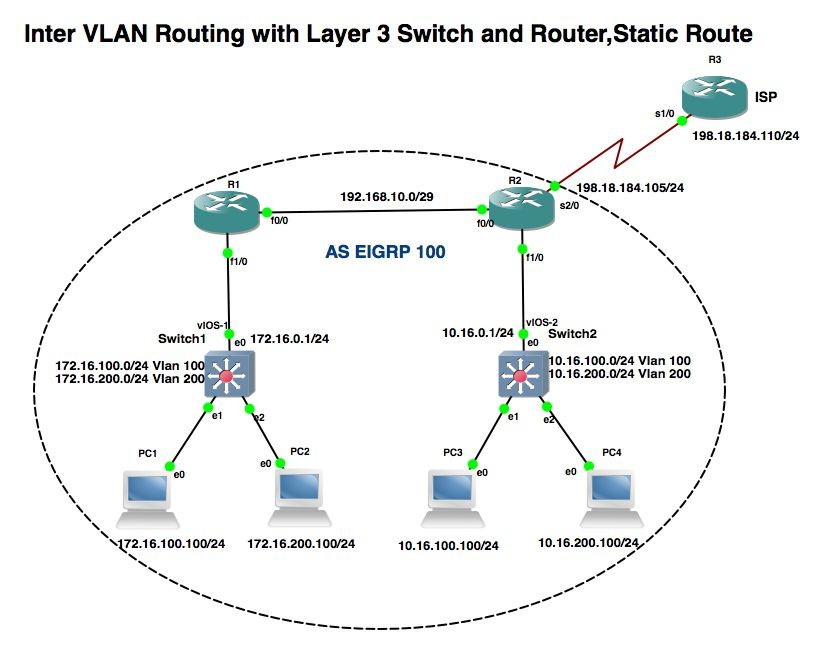 Inter VLAN Routing with Layer 3 Switch and Router,Static Route
R3
ISP
s1/0
198.18.184.110/24
R1
R2
198.18.184.105/24
s2/0
192.168.10.0/29
f0/0
f0/0
AS EIGRP 100
f1/0
f1/0
vIOS-1
Switch1
e0
172.16.0.1/24
172.16.100.0/24 Vlan 100
172.16.200.0/24 Vlan 200
10.16.0.1/24
vIOS-2
Switch2
e0
10.16.100.0/24 Vlan 100
10.16.200.0/24 Vlan 200
e1
e2
e1
e2
PC1
e0
PC2
e0
PC3
e0
PC4
e0
172.16.100.100/24
172.16.200.100/24
10.16.100.100/24
10.16.200.100/24